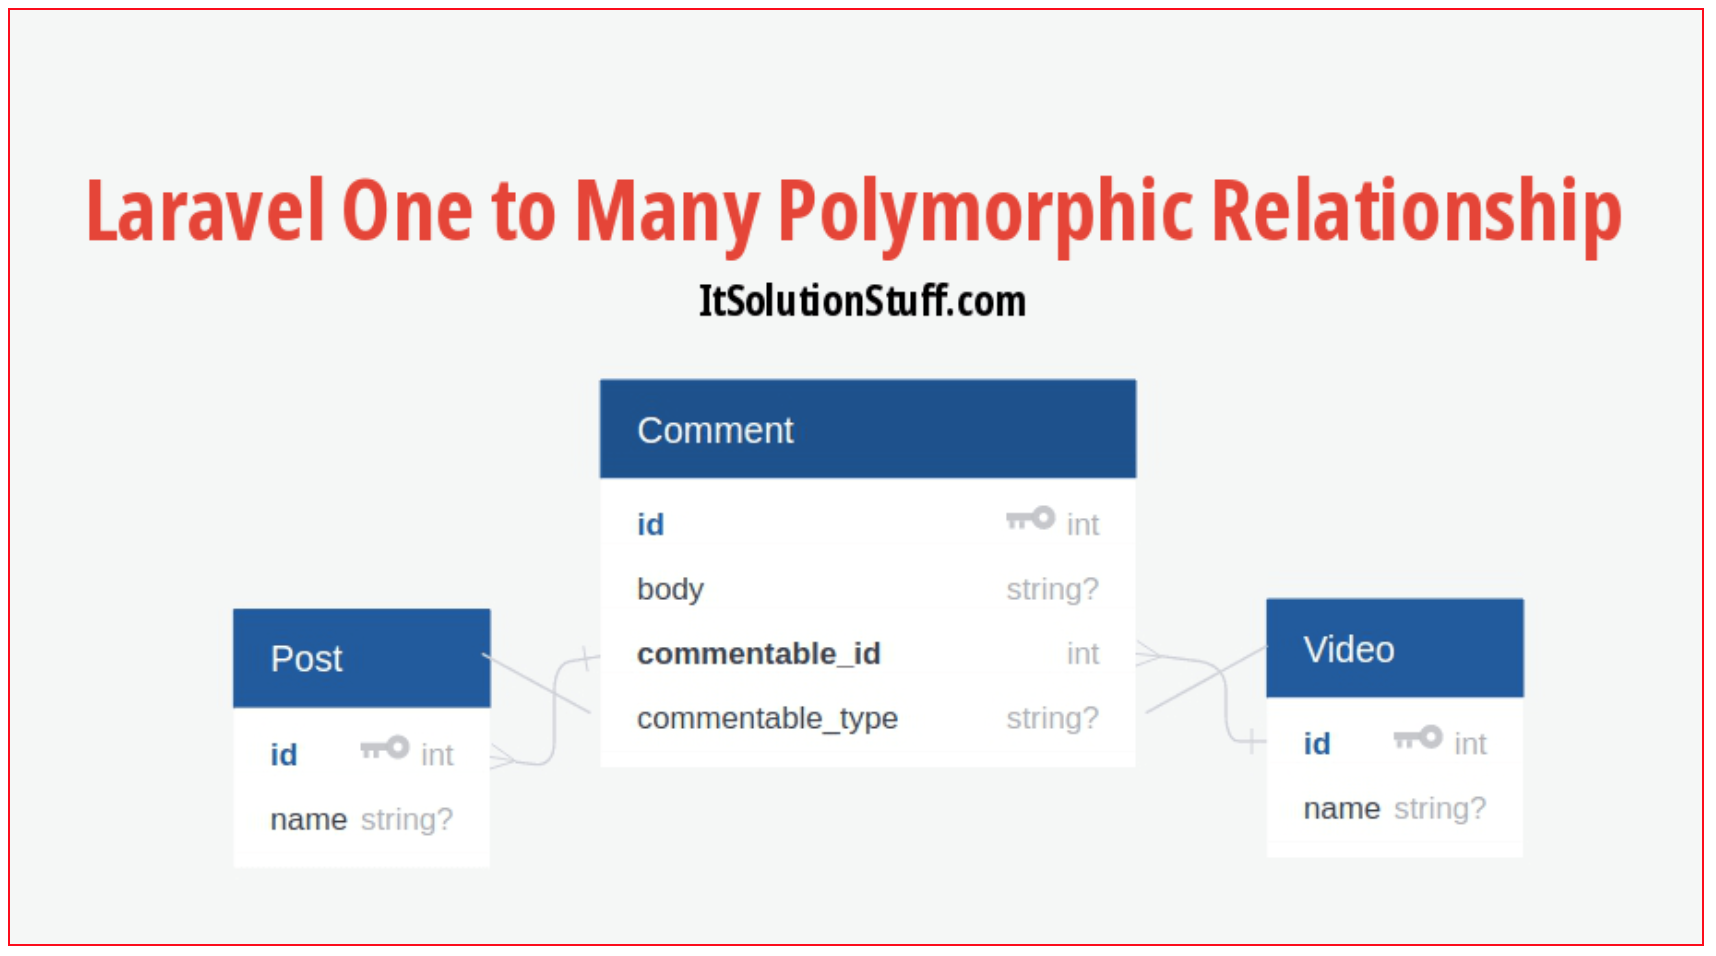 Laravel One to Many Polymorphic Relationship
ItSolutionStuff.com
Comment
id int
body string?
commentable_id int
commentable_type string?
Post
id int
name string?
Video
id int
name string?